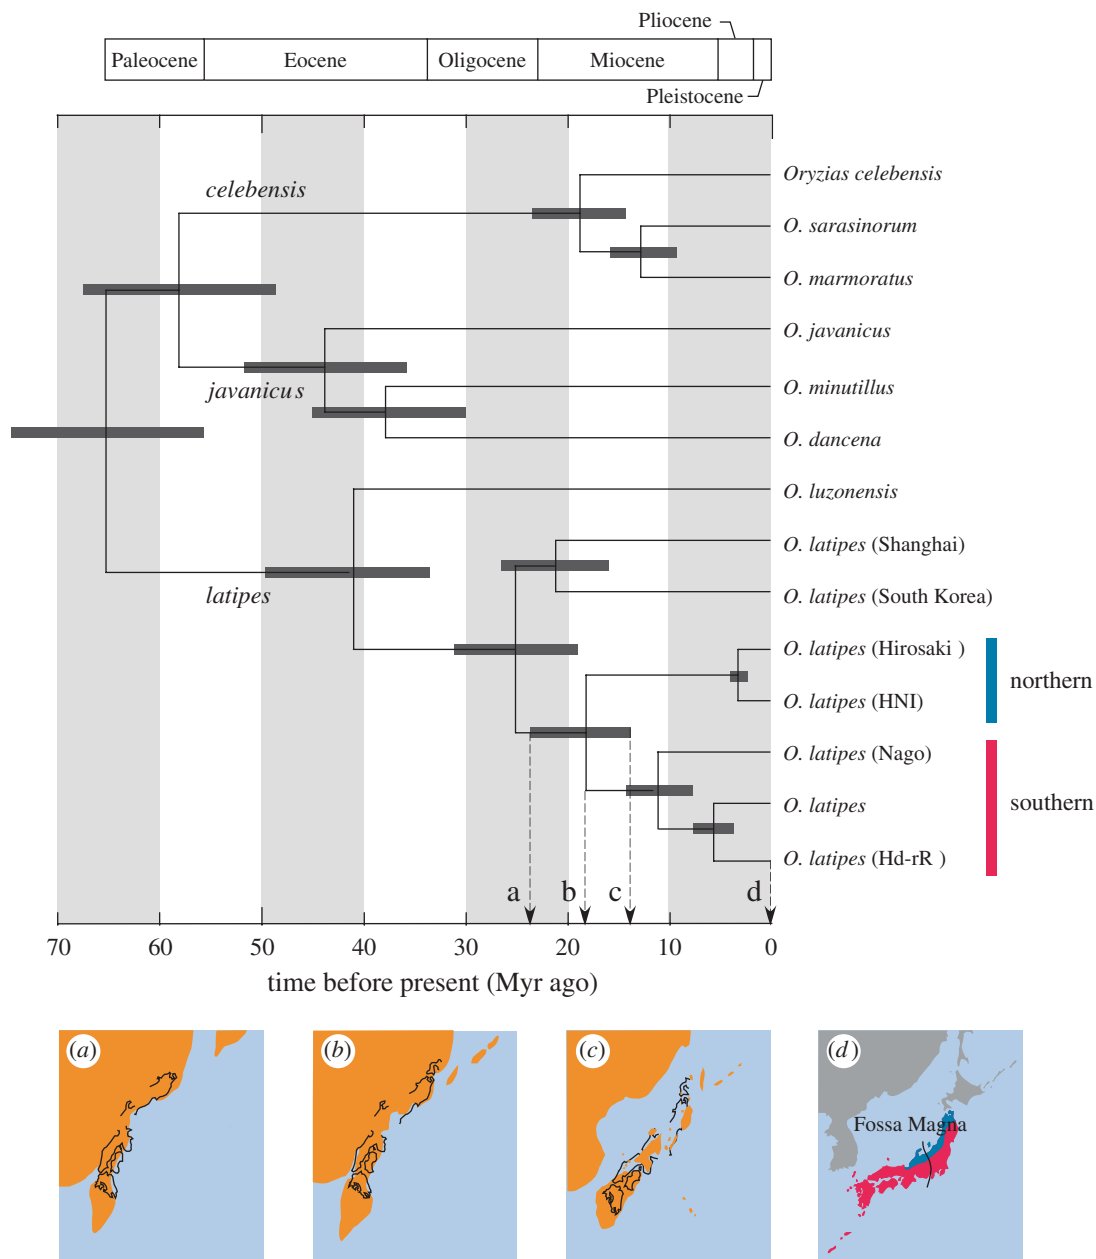 Pliocene
Paleocene Eocene Oligocene Miocene
Pleistocene
Oryzias celebensis
celebensis
O. sarasinorum
O. marmoratus
O. javanicus
javanicus
O. minutillus
O. dancena
O. luzonensis
O. latipes (Shanghai)
latipes
O. latipes (South Korea)
O. latipes (Hirosaki )
northern
O. latipes (HNI)
O. latipes (Nago)
southern
O. latipes
O. latipes (Hd-rR )
a b c d
70 60 50 40 30 20 10 0
time before present (Myr ago)
(a) (b) (c) (d)
Fossa Magna